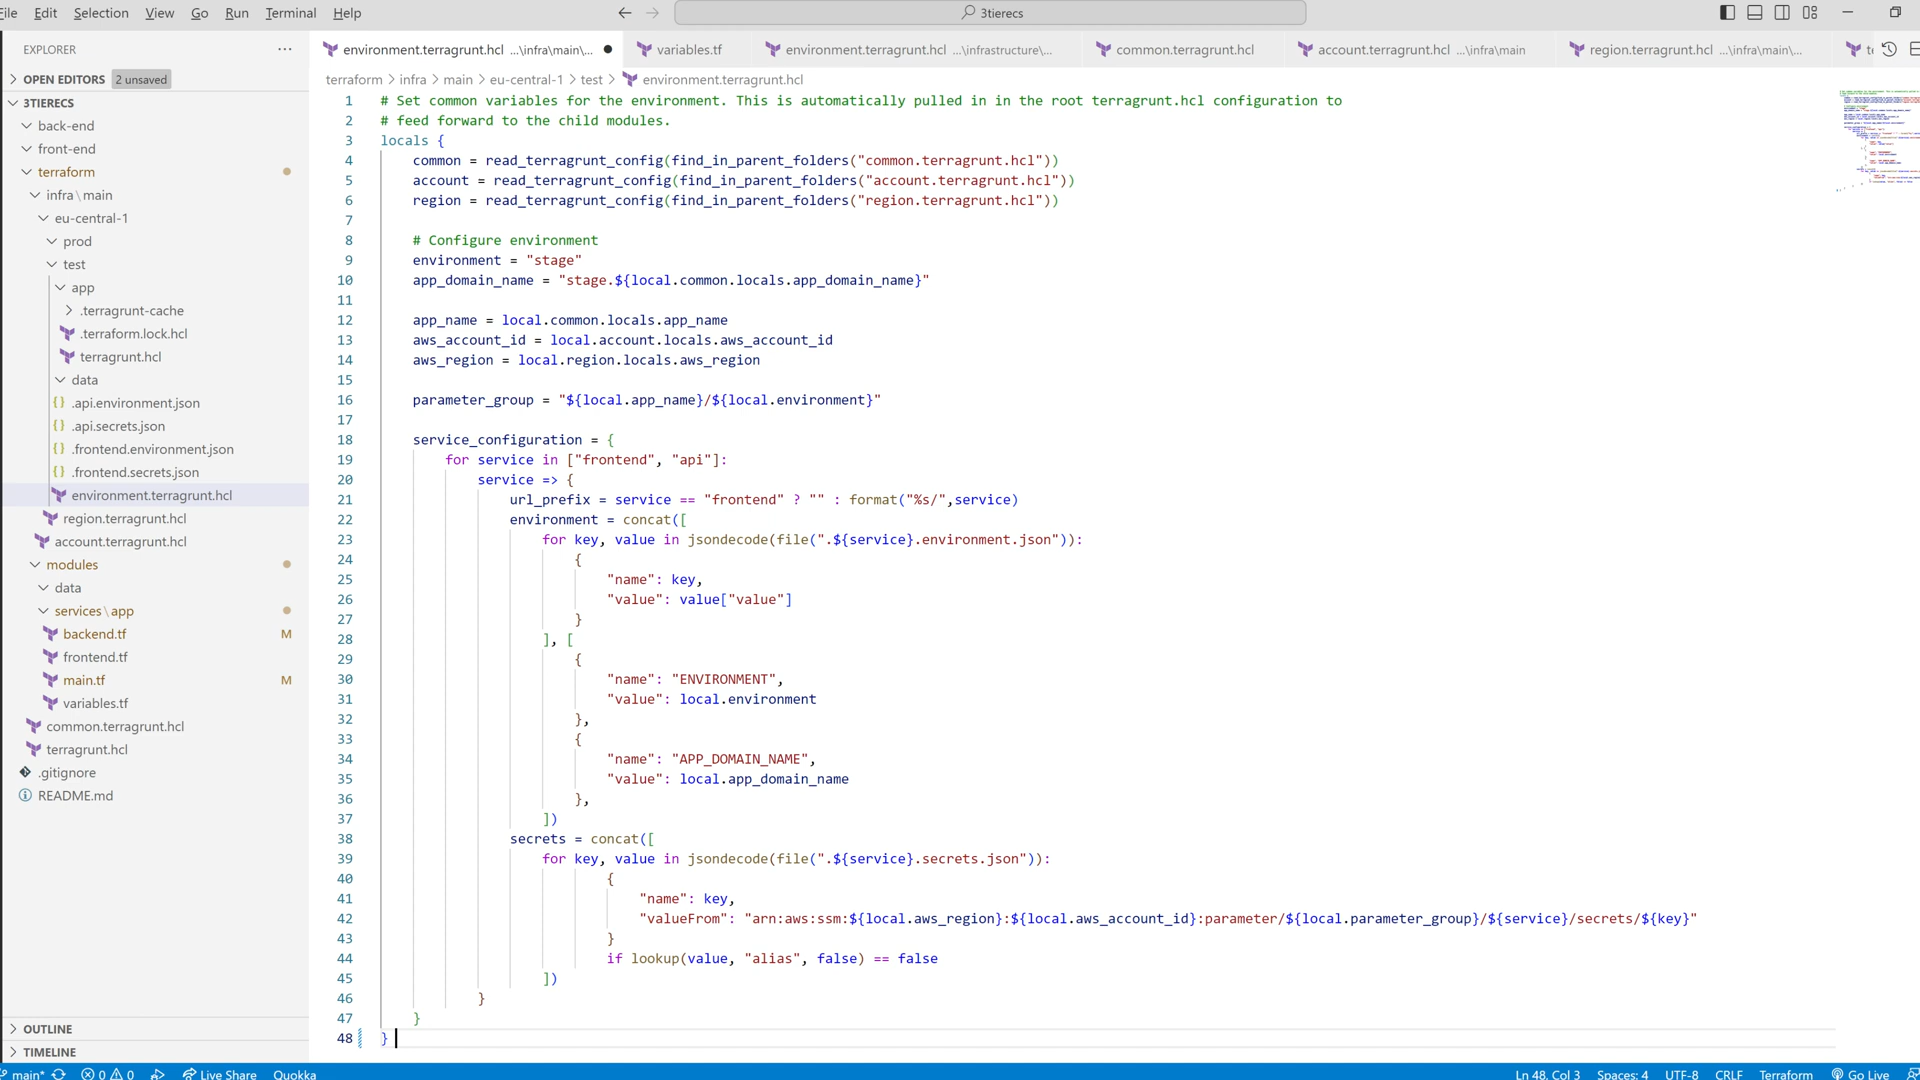 File Edit Selection View Go Run Terminal Help
3tierecs
EXPLORER
environment.terragrunt.hcl ...\infra\main\...
variables.tf
environment.terragrunt.hcl ...\infrastructure\...
common.terragrunt.hcl
account.terragrunt.hcl ...\infra\main
region.terragrunt.hcl ...\infra\main\...
terraform > infra > main > eu-central-1 > test > environment.terragrunt.hcl
OPEN EDITORS 2 unsaved
3TIERECS
back-end
front-end
terraform
infra\main
eu-central-1
prod
test
app
.terragrunt-cache
.terraform.lock.hcl
terragrunt.hcl
data
.api.environment.json
.api.secrets.json
.frontend.environment.json
.frontend.secrets.json
environment.terragrunt.hcl
region.terragrunt.hcl
account.terragrunt.hcl
modules
data
services\app
backend.tf M
frontend.tf
main.tf M
variables.tf
common.terragrunt.hcl
terragrunt.hcl
.gitignore
README.md
OUTLINE
TIMELINE
1 # Set common variables for the environment. This is automatically pulled in in the root terragrunt.hcl configuration to
2 # feed forward to the child modules.
3 locals {
4 common = read_terragrunt_config(find_in_parent_folders("common.terragrunt.hcl"))
5 account = read_terragrunt_config(find_in_parent_folders("account.terragrunt.hcl"))
6 region = read_terragrunt_config(find_in_parent_folders("region.terragrunt.hcl"))
7
8 # Configure environment
9 environment = "stage"
10 app_domain_name = "stage.${local.common.locals.app_domain_name}"
11
12 app_name = local.common.locals.app_name
13 aws_account_id = local.account.locals.aws_account_id
14 aws_region = local.region.locals.aws_region
15
16 parameter_group = "${local.app_name}/${local.environment}"
17
18 service_configuration = {
19 for service in ["frontend", "api"]:
20 service => {
21 url_prefix = service == "frontend" ? "" : format("%s/",service)
22 environment = concat([
23 for key, value in jsondecode(file(".${service}.environment.json")):
24 {
25 "name": key,
26 "value": value["value"]
27 }
28 ], [
29 {
30 "name": "ENVIRONMENT",
31 "value": local.environment
32 },
33 {
34 "name": "APP_DOMAIN_NAME",
35 "value": local.app_domain_name
36 },
37 ])
38 secrets = concat([
39 for key, value in jsondecode(file(".${service}.secrets.json")):
40 {
41 "name": key,
42 "valueFrom": "arn:aws:ssm:${local.aws_region}:${local.aws_account_id}:parameter/${local.parameter_group}/${service}/secrets/${key}"
43 }
44 if lookup(value, "alias", false) == false
45 ])
46 }
47 }
48 }
main* 0 0 Live Share Quokka
Ln 48, Col 3 Spaces: 4 UTF-8 CRLF Terraform Go Live